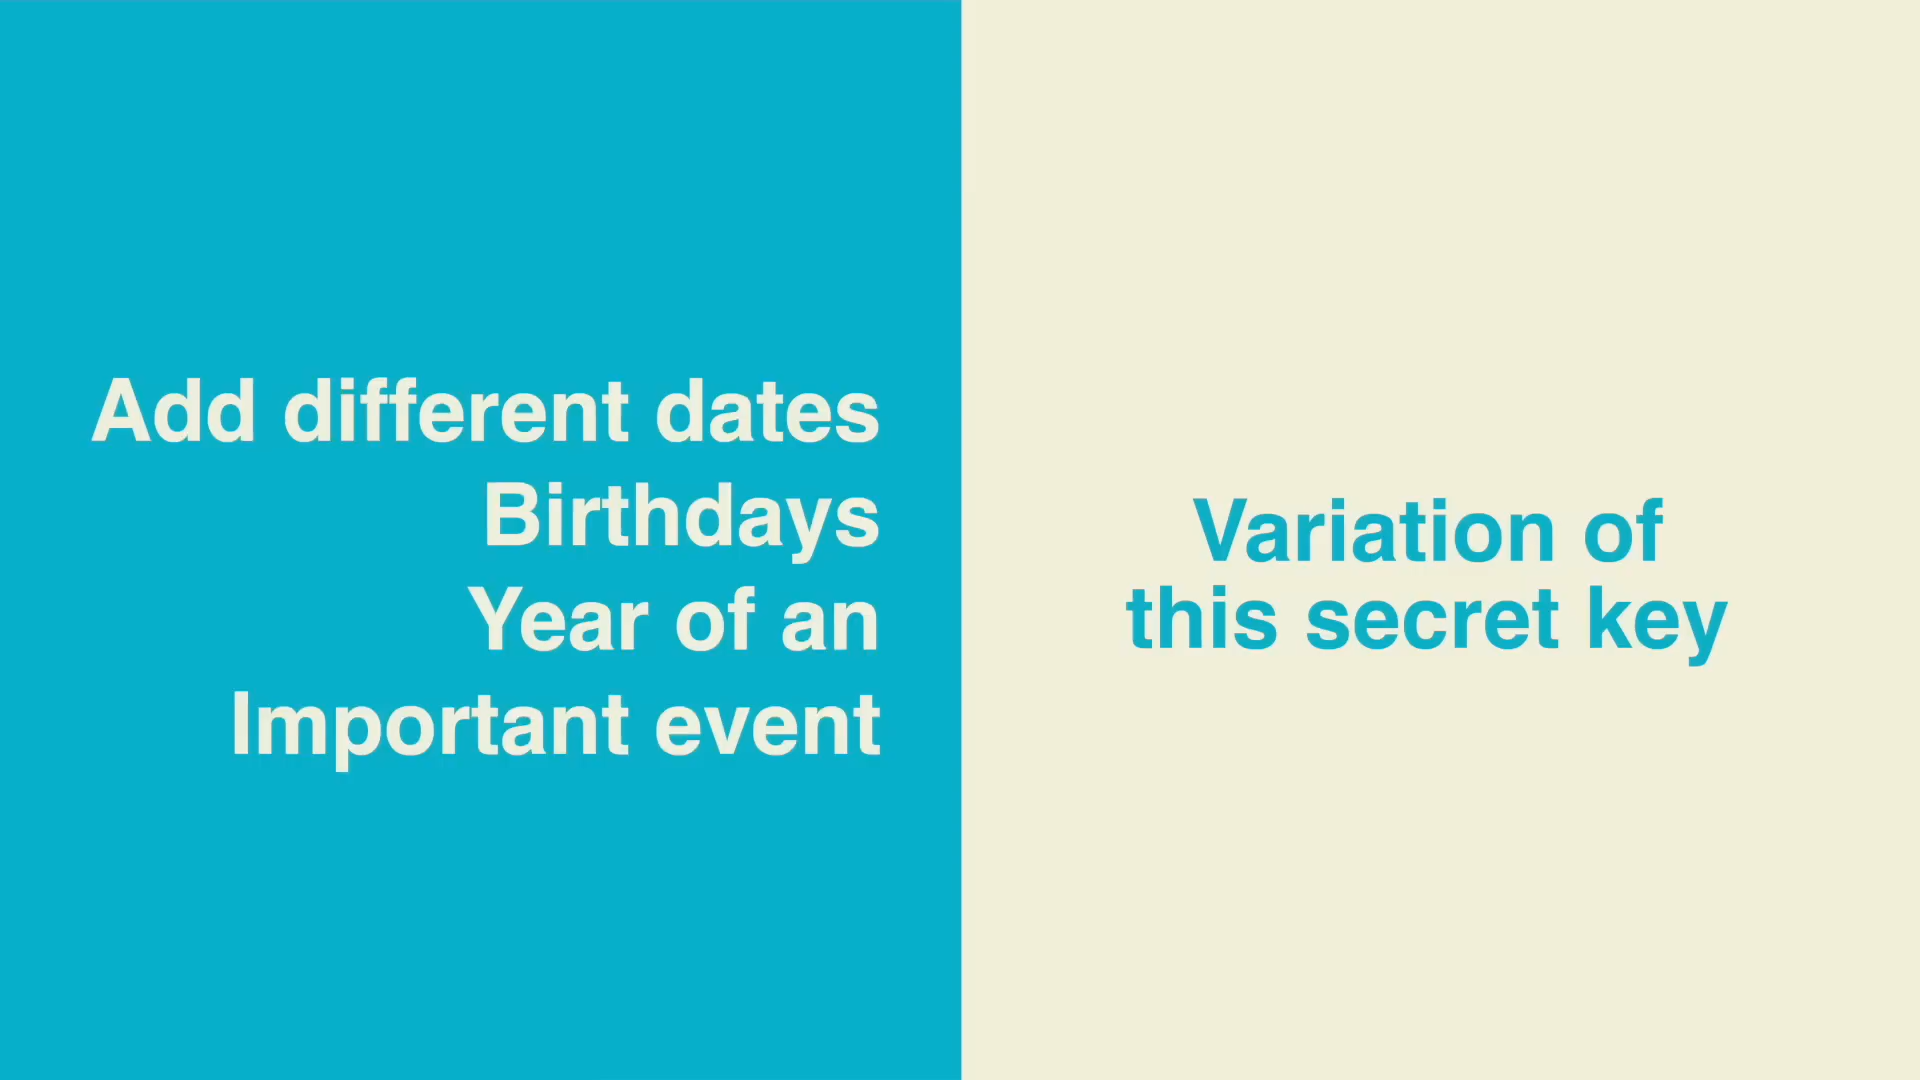 Add different dates
Birthdays
Year of an
Important event
Variation of
this secret key